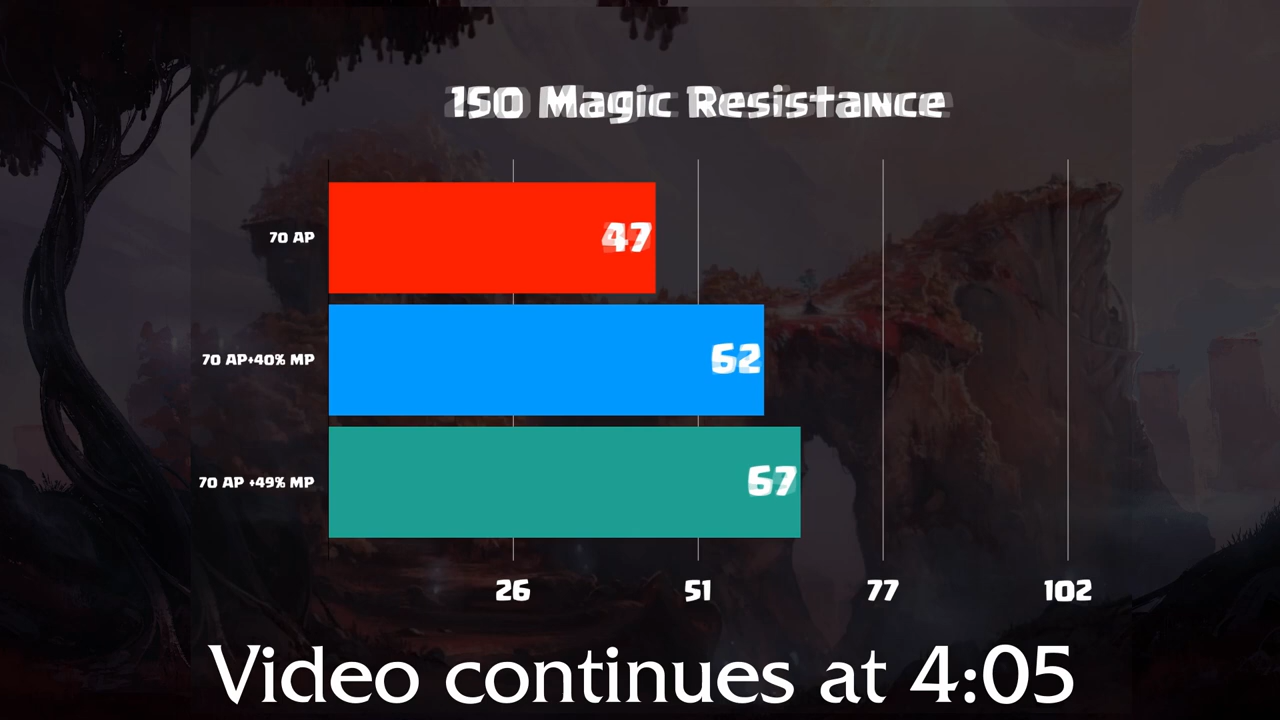 150 Magic Resistance
70 AP
47
70 AP+40% MP
62
70 AP +49% MP
67
26
51
77
102
Video continues at 4:05